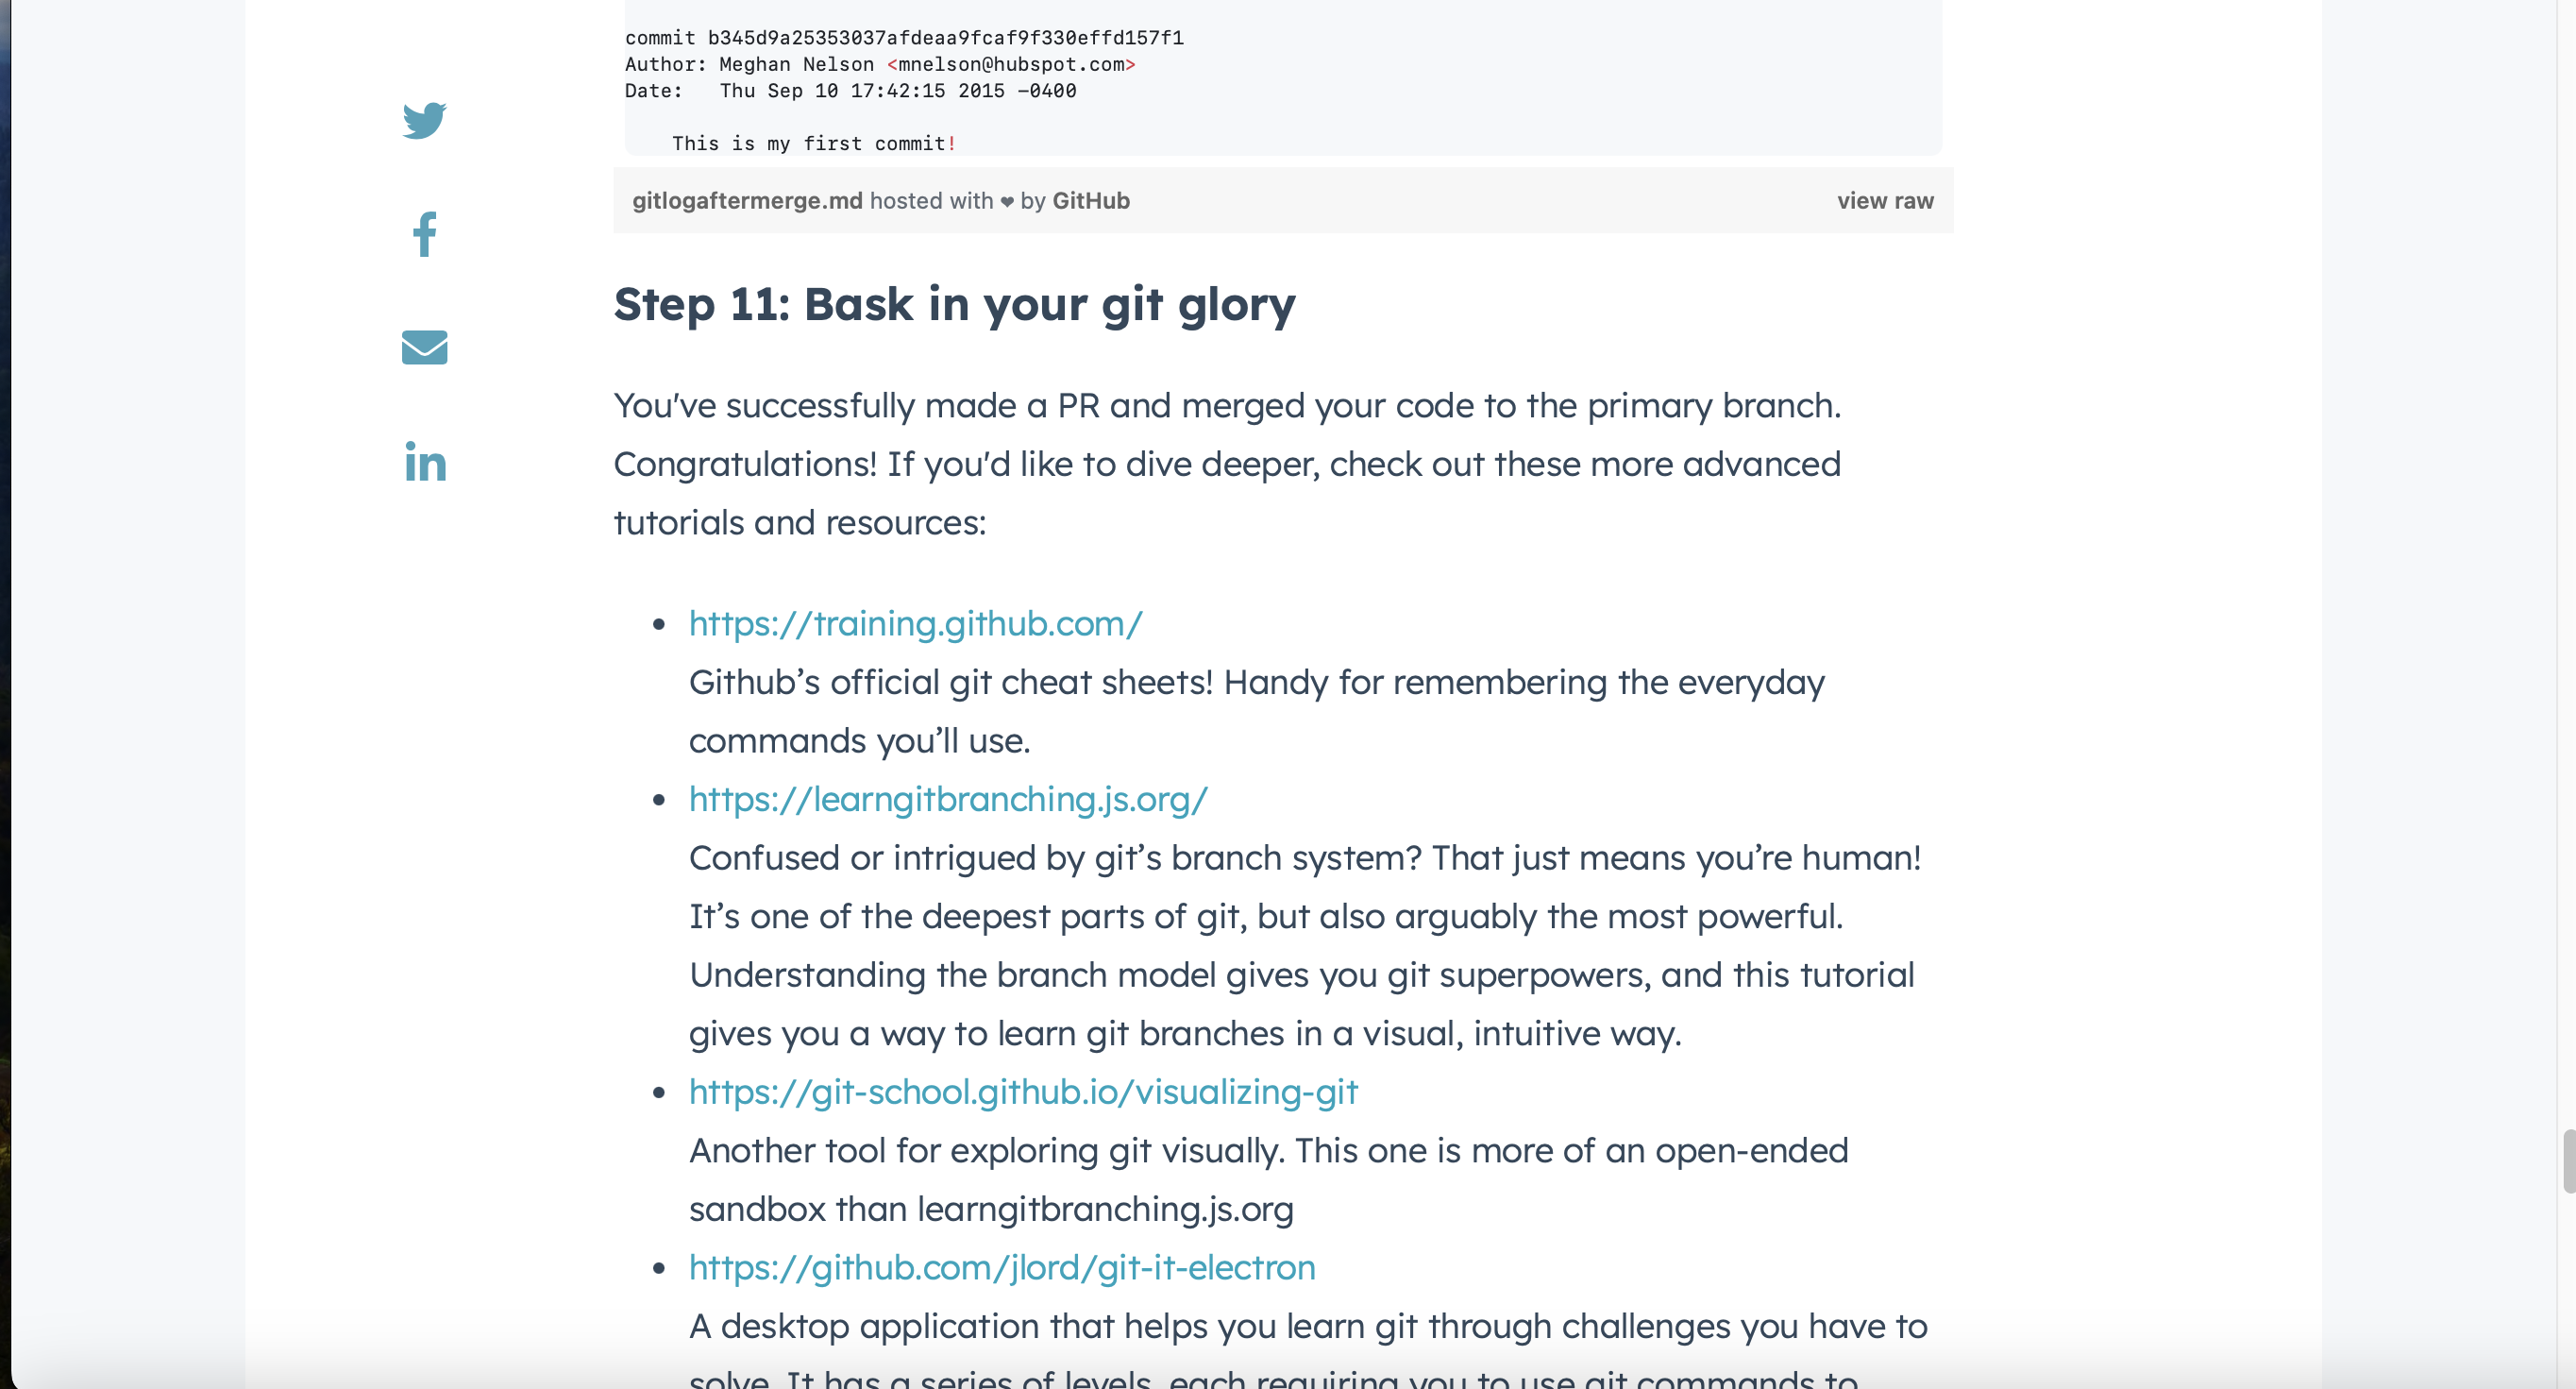 commit b345d9a25353037afdeaa9fcaf9f330effd157f1
Author: Meghan Nelson <mnelson@hubspot.com>
Date:   Thu Sep 10 17:42:15 2015 −0400
This is my first commit!
gitlogaftermerge.md hosted with ❤ by GitHub
view raw
Step 11: Bask in your git glory
You've successfully made a PR and merged your code to the primary branch.
Congratulations! If you'd like to dive deeper, check out these more advanced
tutorials and resources:
https://training.github.com/
Github’s official git cheat sheets! Handy for remembering the everyday
commands you’ll use.
https://learngitbranching.js.org/
Confused or intrigued by git’s branch system? That just means you’re human!
It’s one of the deepest parts of git, but also arguably the most powerful.
Understanding the branch model gives you git superpowers, and this tutorial
gives you a way to learn git branches in a visual, intuitive way.
https://git-school.github.io/visualizing-git
Another tool for exploring git visually. This one is more of an open-ended
sandbox than learngitbranching.js.org
https://github.com/jlord/git-it-electron
A desktop application that helps you learn git through challenges you have to
solve. It has a series of levels, each requiring you to use git commands to